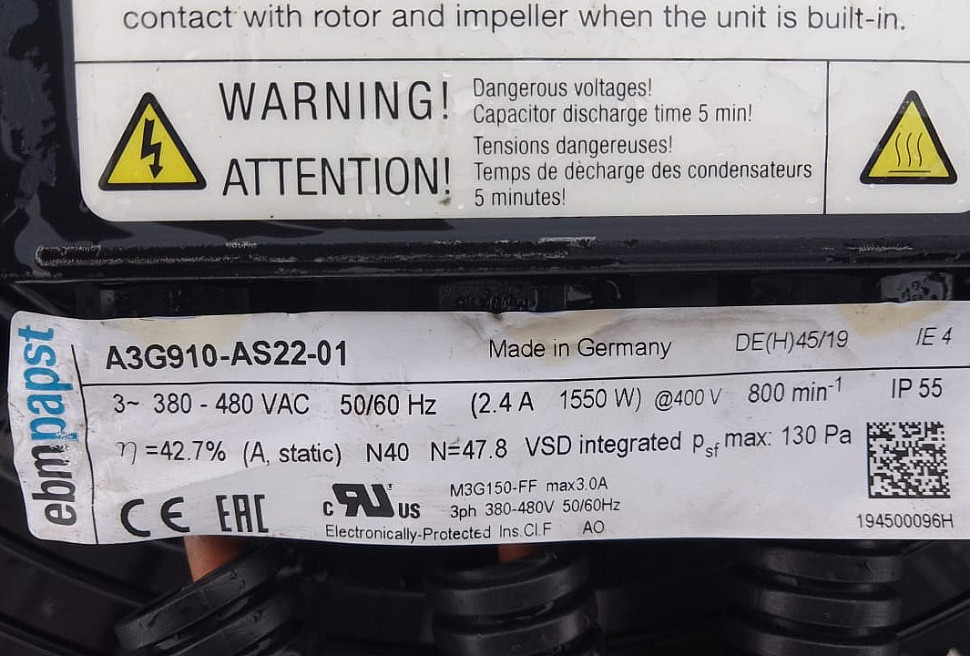 contact with rotor and impeller when the unit is built-in.
WARNING!
Dangerous voltages!
Capacitor discharge time 5 min!
ATTENTION!
Tensions dangereuses!
Temps de dècharge des condensateurs
5 minutes!
ebmpapst
A3G910-AS22-01 Made in Germany DE(H)45/19 IE 4
3~ 380 - 480 VAC 50/60 Hz (2.4 A 1550 W) @400 V 800 min-1 IP 55
η =42.7% (A, static) N40 N=47.8 VSD integrated psf max: 130 Pa
CE EAC c RU US
M3G150-FF max3.0A
3ph 380-480V 50/60Hz
Electronically-Protected Ins.Cl.F AO
194500096H